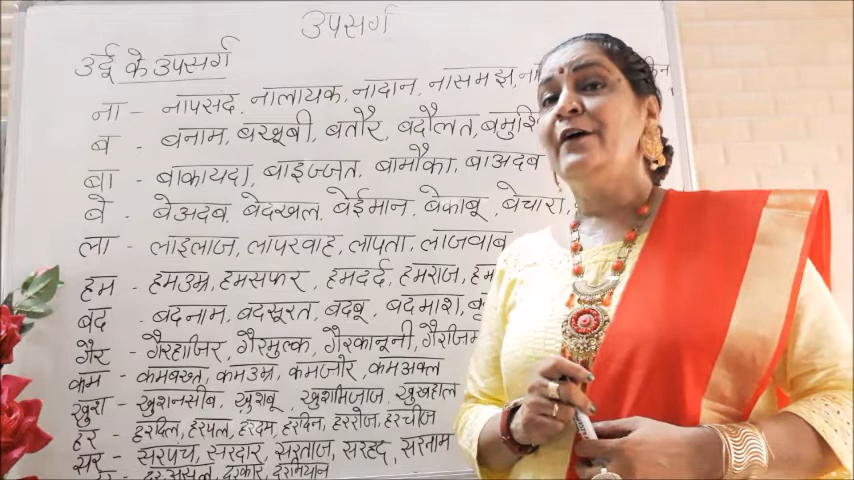 उपसर्ग
उर्दू के उपसर्ग
ना - नापसंद, नालायक, नादान, नासमझ,
ब - बनाम, बखूबी, बतौर, बदौलत,
बा - बाकायदा, बाइज्जत, बामौका, बाअदब
बे - बेअदब, बेदखल, बेईमान, बेकाबू, बेचारा,
ला - लाइलाज, लापरवाह, लापता, लाजवाब
हम - हमउम्र, हमसफर, हमदर्द, हमराज,
बद - बदनाम, बदसूरत, बदबू, बदमाश,
गैर - गैरहाजिर, गैरमुल्क, गैरकानूनी,
कम - कमबख्त, कमउम्र, कमजोर, कमअक्ल
खुश - खुशनसीब, खुशबू, खुशमिजाज, खुशहाल
हर - हरदिल, हरपल, हरदम, हरदिन, हररोज, हरचीज
सर - सरपंच, सरदार, सरताज, सरहद, सरनाम
दरअसल, दरकार, दरमियान